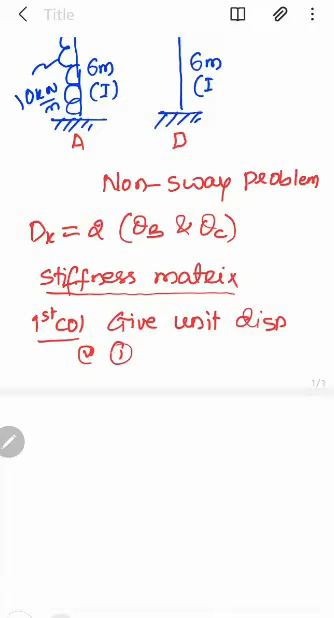 Title
6m
(I)
10kN/m
A
6m
(I
D
Non-sway problem
Dk = 2 (θB & θC)
Stiffness matrix
1st col Give unit disp
@ ①
1/1